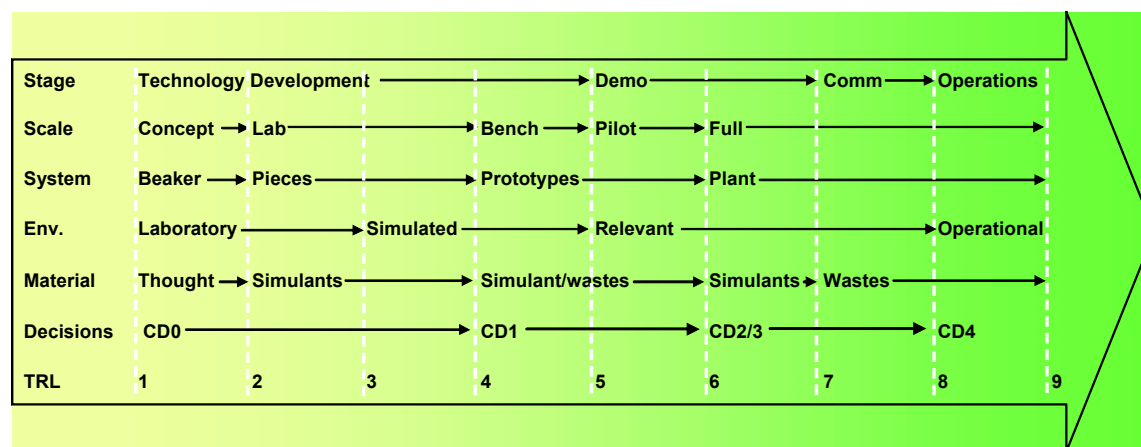 Stage Technology Development Demo Comm Operations
Scale Concept Lab Bench Pilot Full
System Beaker Pieces Prototypes Plant
Env. Laboratory Simulated Relevant Operational
Material Thought Simulants Simulant/wastes Simulants Wastes
Decisions CD0 CD1 CD2/3 CD4
TRL 1 2 3 4 5 6 7 8 9